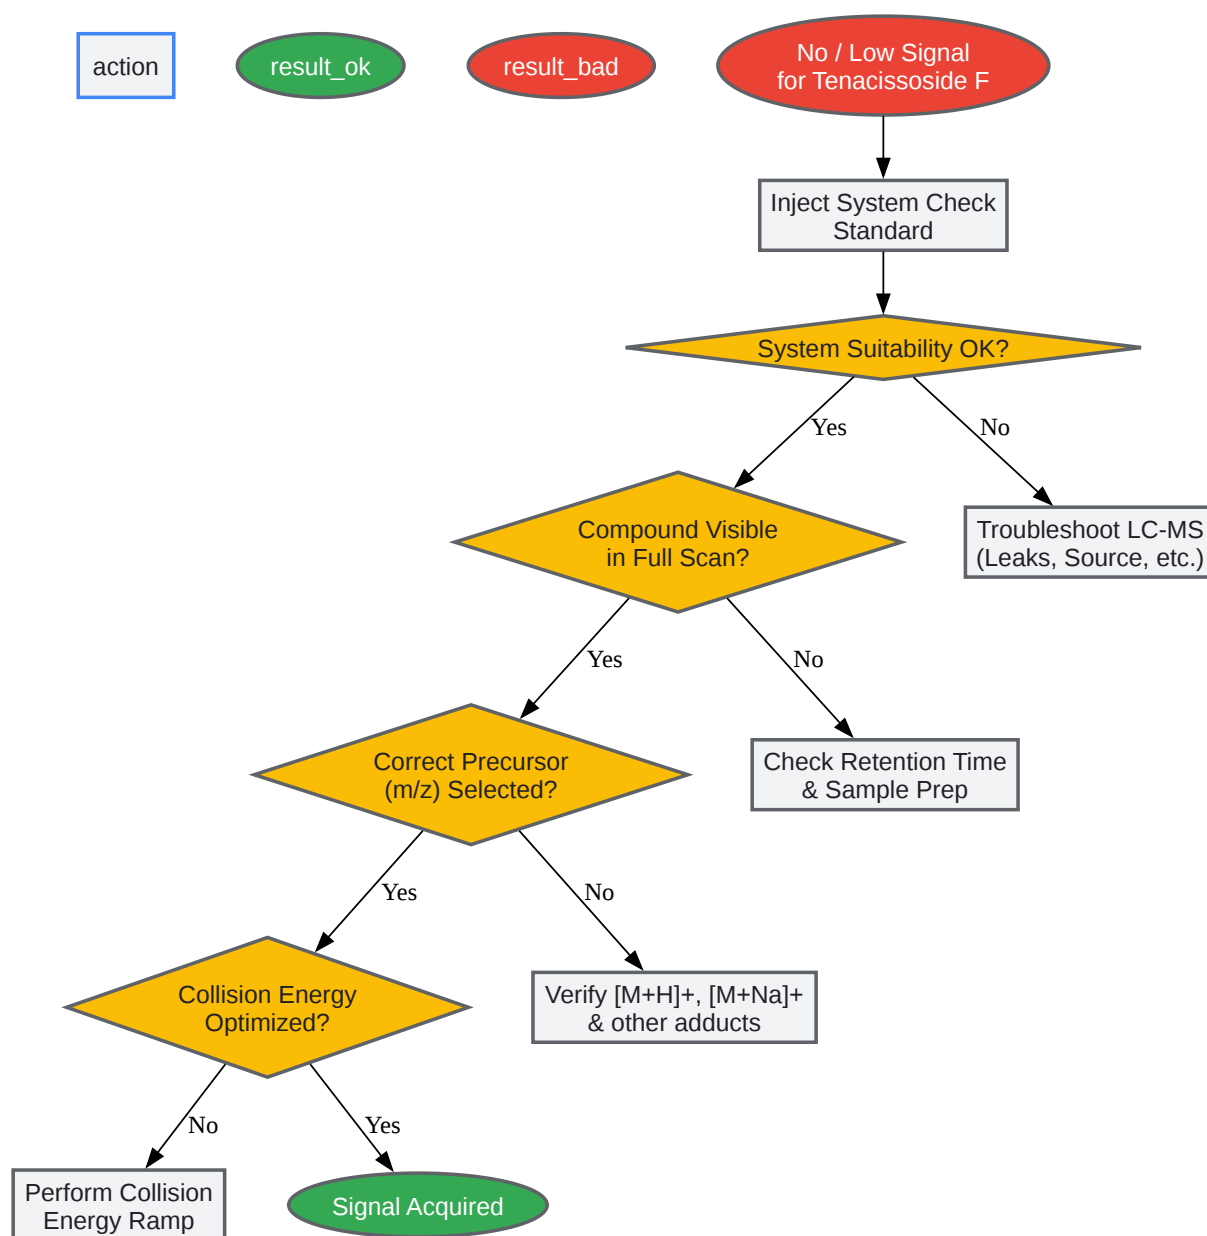 action
result_ok
result_bad
No / Low Signal
for Tenacissoside F
Inject System Check
Standard
System Suitability OK?
Yes
No
Compound Visible
in Full Scan?
Troubleshoot LC-MS
(Leaks, Source, etc.)
Yes
No
Correct Precursor
(m/z) Selected?
Check Retention Time
& Sample Prep
Yes
No
Collision Energy
Optimized?
Verify [M+H]+, [M+Na]+
& other adducts
No
Yes
Perform Collision
Energy Ramp
Signal Acquired